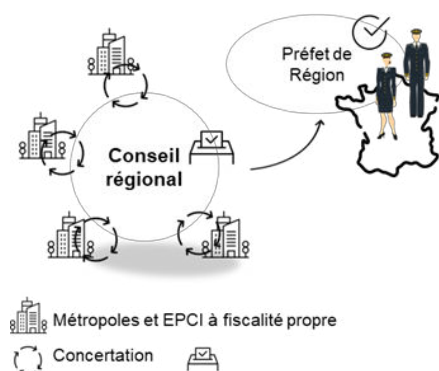 Préfet de
Région
Conseil
régional
Métropoles et EPCI à fiscalité propre
Concertation